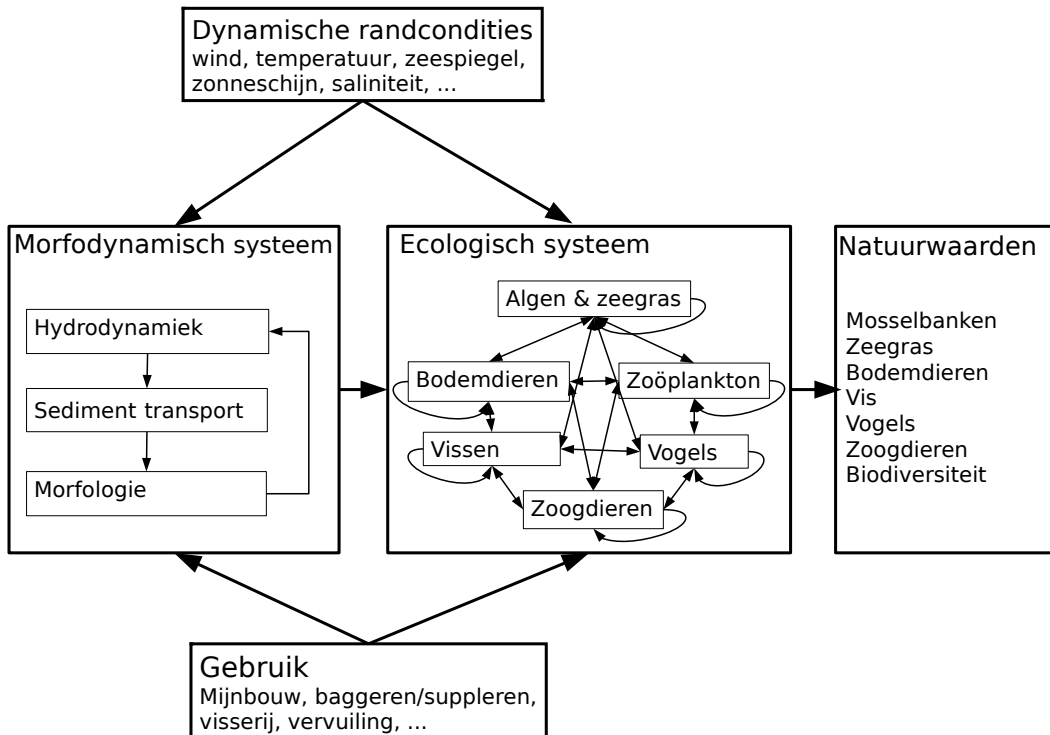 Dynamische randcondities
wind, temperatuur, zeespiegel,
zonneschijn, saliniteit, ...
Morfodynamisch systeem
Hydrodynamiek
Sediment transport
Morfologie
Ecologisch systeem
Algen & zeegras
Bodemdieren
Zoöplankton
Vissen
Vogels
Zoogdieren
Natuurwaarden
Mosselbanken
Zeegras
Bodemdieren
Vis
Vogels
Zoogdieren
Biodiversiteit
Gebruik
Mijnbouw, baggeren/suppleren,
visserij, vervuiling, ...